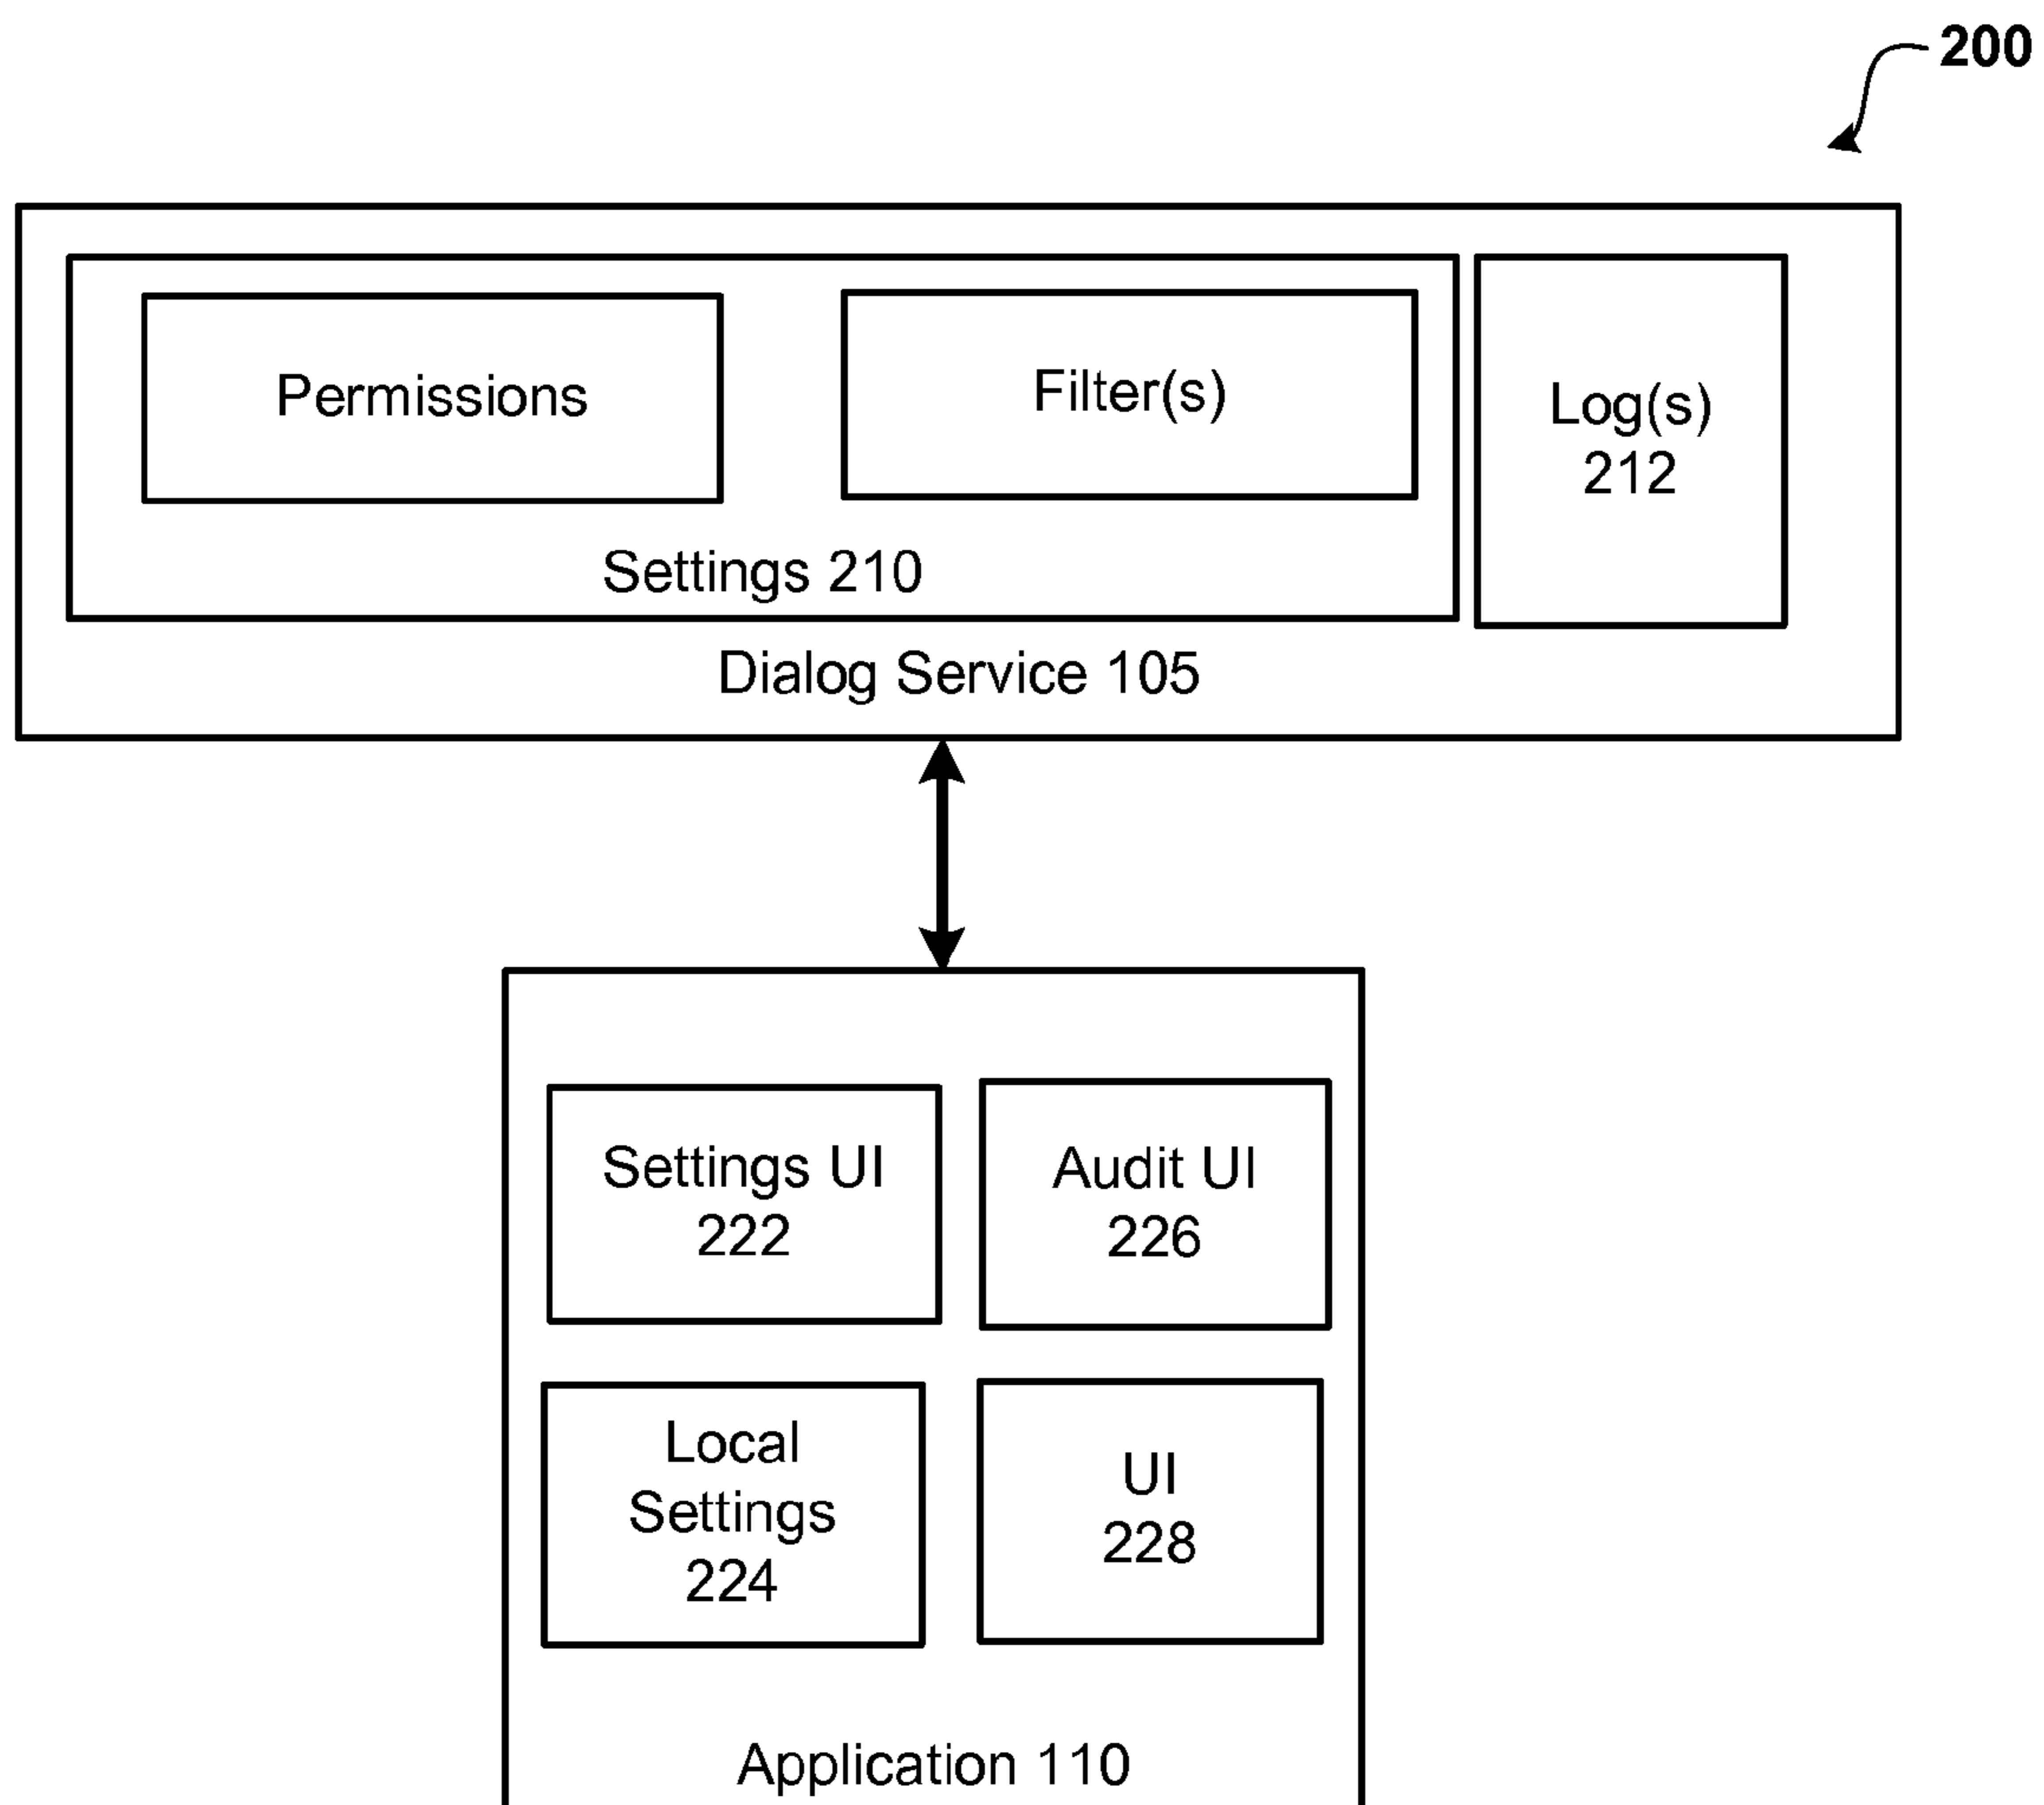 200
Permissions
Filter(s)
Log(s)
212
Settings 210
Dialog Service 105
Settings UI
222
Audit UI
226
Local
Settings
224
UI
228
Application 110